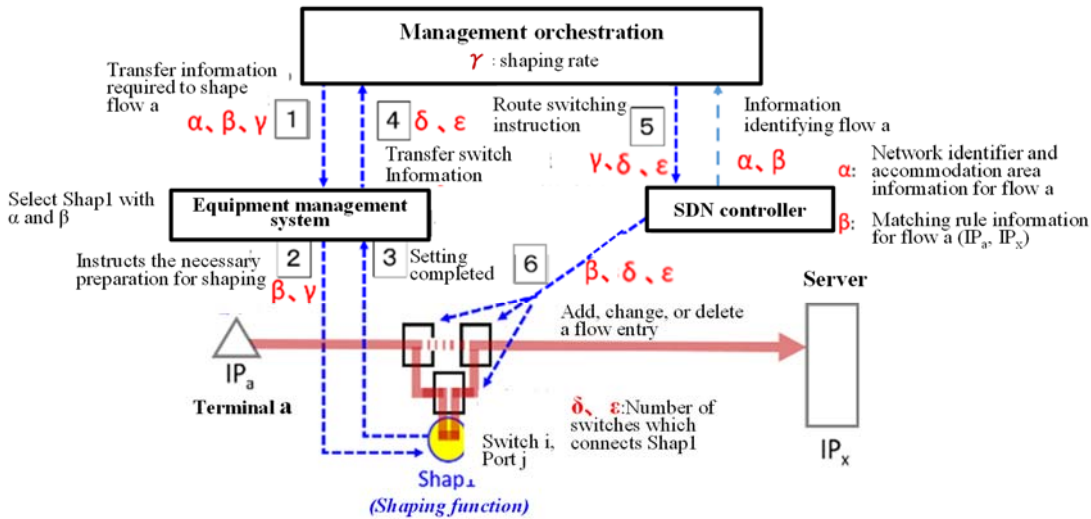 Management orchestration
γ : shaping rate
Transfer information
required to shape
flow a
α、β、γ
1
4
δ、ε
Transfer switch
Information
Route switching
instruction
5
γ、δ、ε
Information
identifying flow a
α、β
α: Network identifier and
accommodation area
information for flow a
β: Matching rule information
for flow a (IPa, IPx)
Select Shap1 with
α and β
Equipment management
system
SDN controller
Instructs the necessary
preparation for shaping
2
β、γ
3
Setting
completed
6
β、δ、ε
Add, change, or delete
a flow entry
Server
IPa
Terminal a
δ、ε:Number of
switches which
connects Shap1
Switch i,
Port j
Shap1
(Shaping function)
IPx